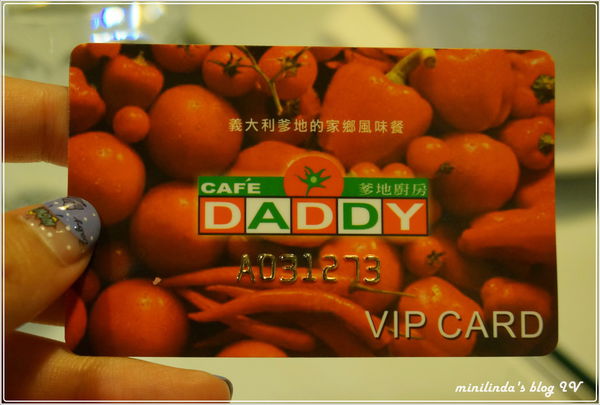 義大利爹地的家鄉風味餐
CAFÉ 爹地廚房
DADDY
A031273
VIP CARD
minilinda's blog IV